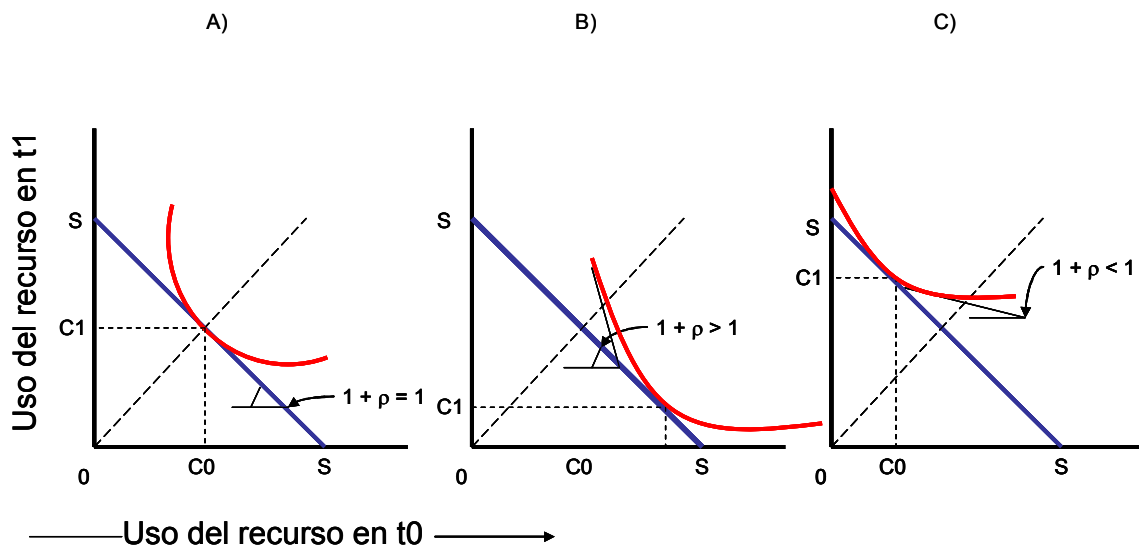 A)
B)
C)
Uso del recurso en t1
S
C1
1 + ρ = 1
0
C0
S
S
C1
1 + ρ > 1
0
C0
S
S
C1
1 + ρ < 1
0
C0
S
Uso del recurso en t0